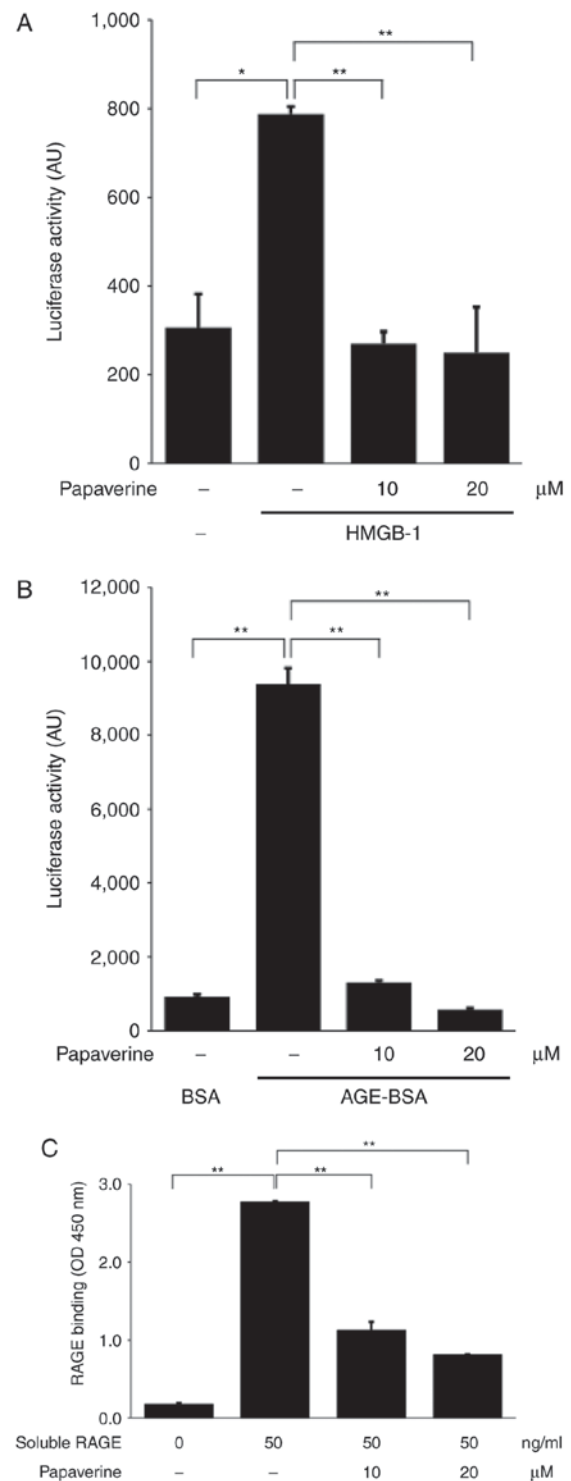 A
1,000
800
600
400
200
0
Luciferase activity (AU)
* ** **
Papaverine – – 10 20 μM
– HMGB-1
B
12,000
10,000
8,000
6,000
4,000
2,000
0
Luciferase activity (AU)
** ** **
Papaverine – – 10 20 μM
BSA AGE-BSA
C
3.0
2.0
1.0
0.0
RAGE binding (OD 450 nm)
** ** **
Soluble RAGE 0 50 50 50 ng/ml
Papaverine – – 10 20 μM